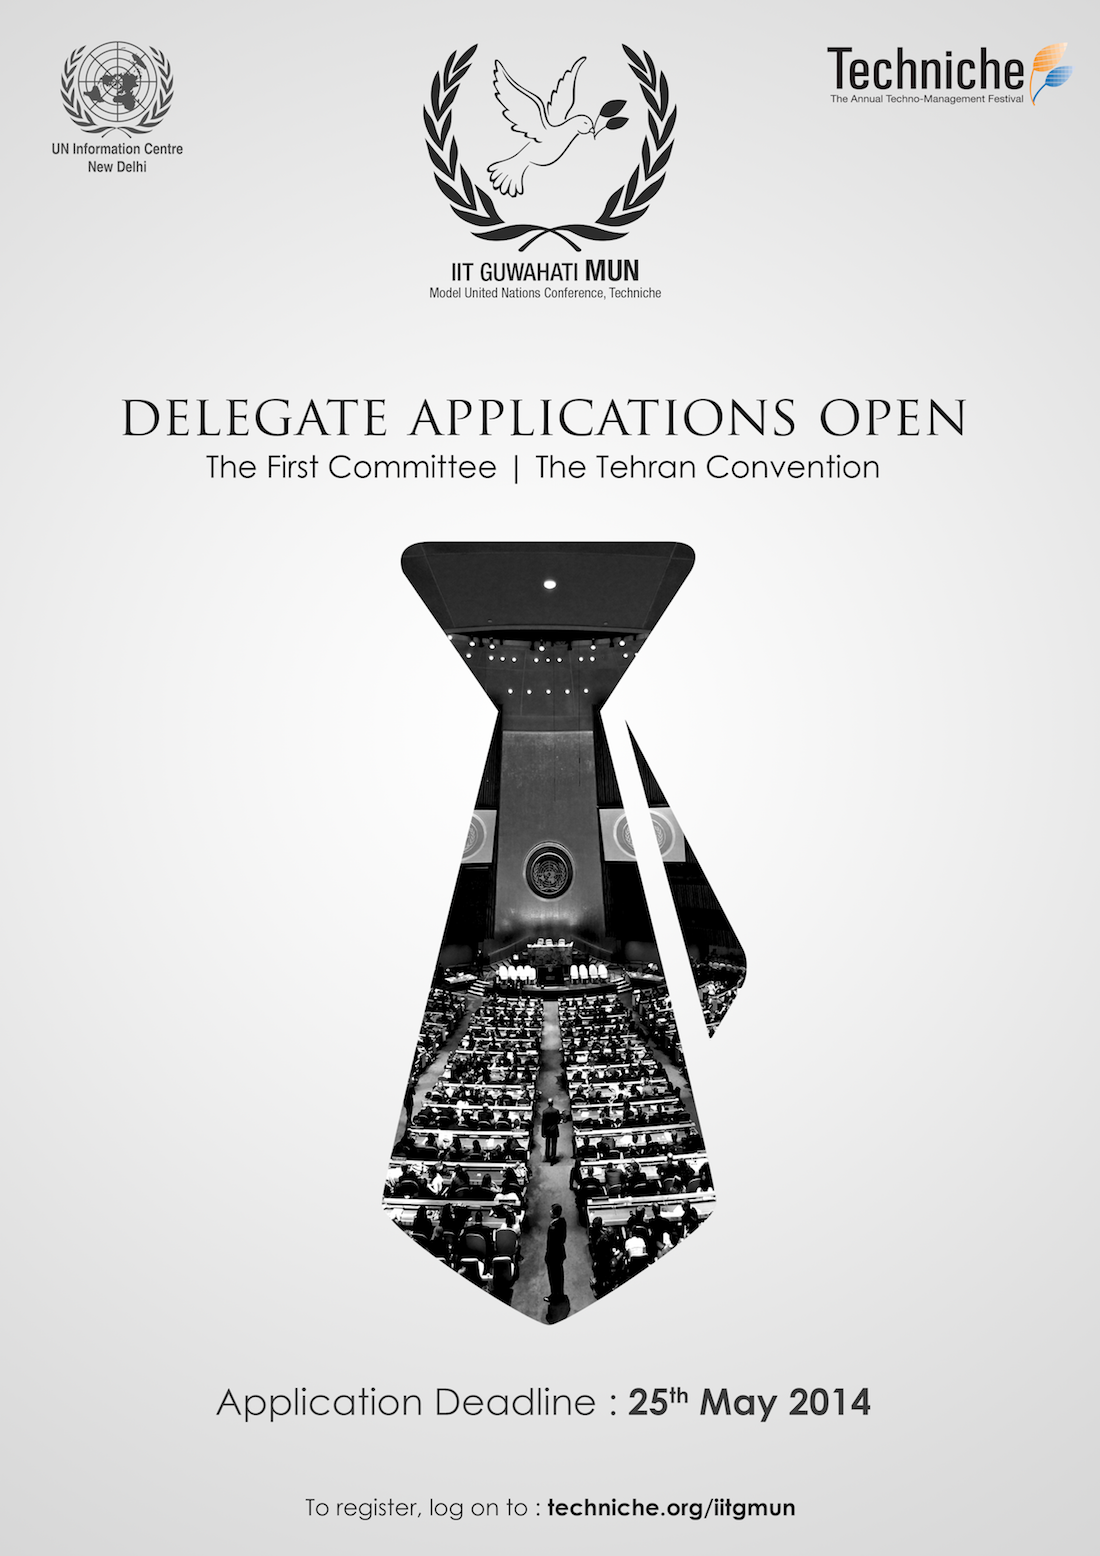 UN Information Centre
New Delhi
IIT GUWAHATI MUN
Model United Nations Conference, Techniche
Techniche
The Annual Techno-Management Festival
DELEGATE APPLICATIONS OPEN
The First Committee | The Tehran Convention
Application Deadline : 25th May 2014
To register, log on to : techniche.org/iitgmun